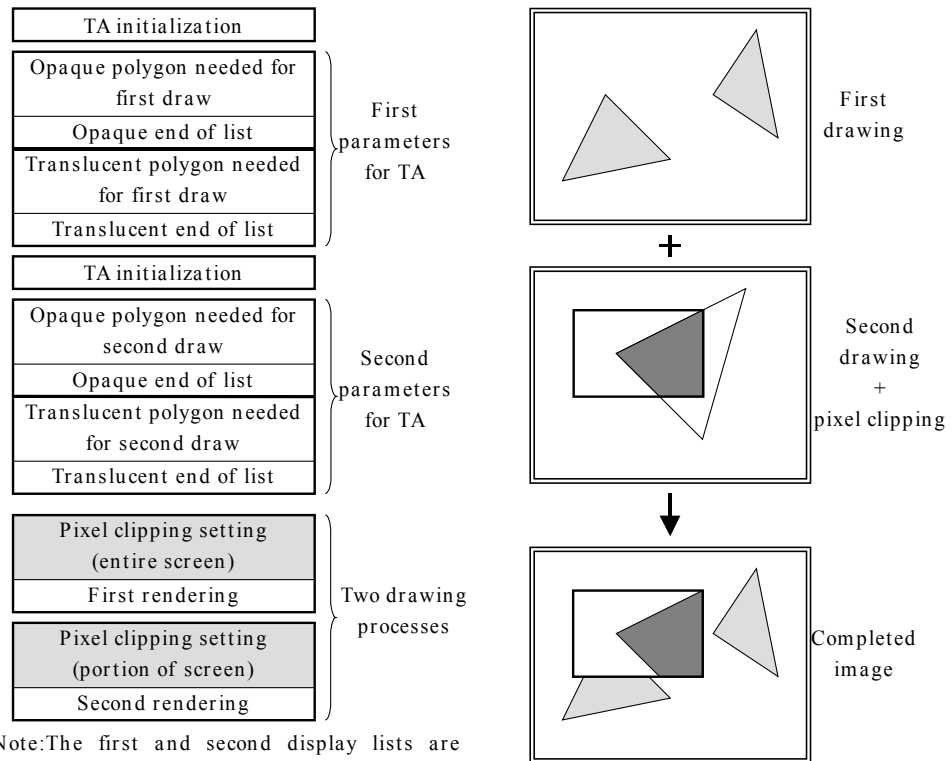 TA initialization
Opaque polygon needed for
first draw
Opaque end of list
Translucent polygon needed
for first draw
Translucent end of list
First
parameters
for TA
TA initialization
Opaque polygon needed for
second draw
Opaque end of list
Translucent polygon needed
for second draw
Translucent end of list
Second
parameters
for TA
Pixel clipping setting
(entire screen)
First rendering
Pixel clipping setting
(portion of screen)
Second rendering
Two drawing
processes
Note:The first and second display lists are
First
drawing
+
Second
drawing
+
pixel clipping
Completed
image